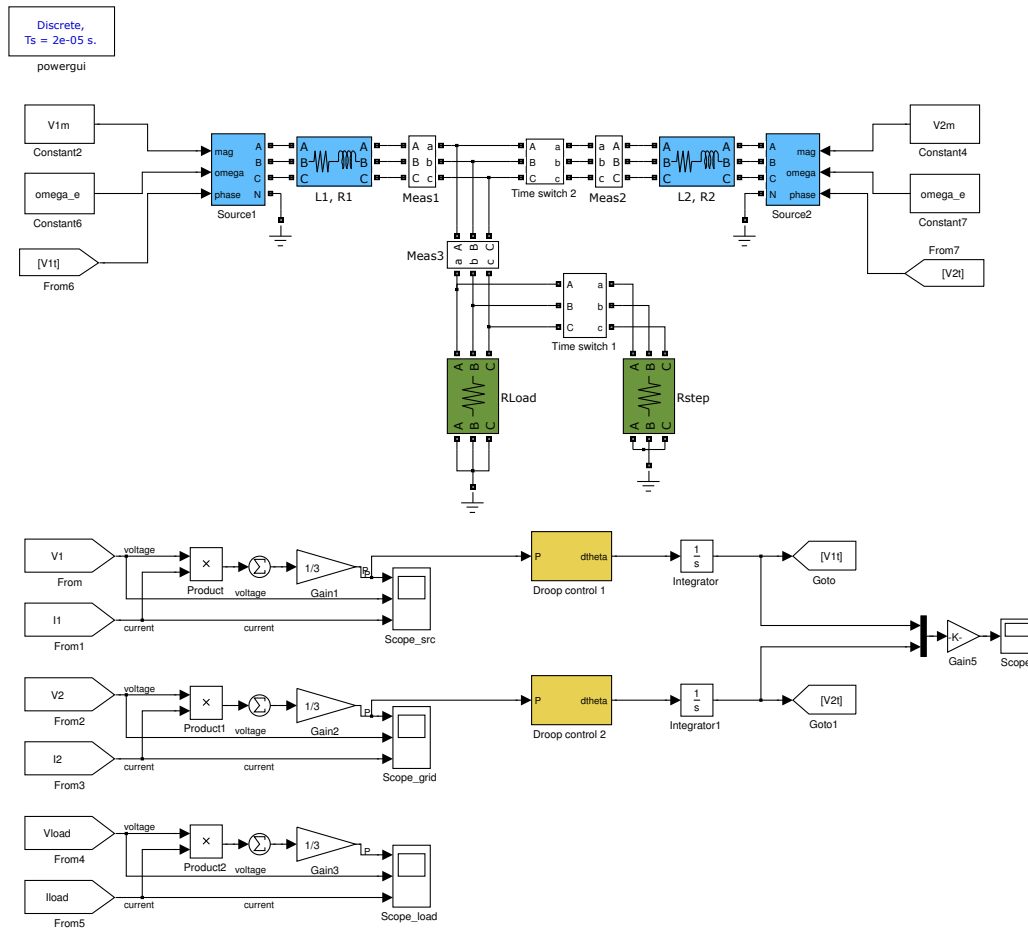 Discrete,
Ts = 2e-05 s.
powergui
V1m
Constant2
omega_e
Constant6
[V1t]
From6
mag
omega
phase
A
B
C
N
Source1
A A
B B
C C
L1, R1
A a
B b
C c
Meas1
A a
B b
C c
Time switch 2
a A
b B
c C
Meas2
A A
B B
C C
L2, R2
A
B
C
N
mag
omega
phase
Source2
V2m
Constant4
omega_e
Constant7
From7
[V2t]
Meas3
A B C
a b c
A a
B b
C c
Time switch 1
A B C
A B C
RLoad
A B C
A B C
Rstep
V1
From
I1
From1
voltage
current
×
Product
Σ
1/3
Gain1
P
P
voltage
current
Scope_src
P dtheta
Droop control 1
1
s
Integrator
[V1t]
Goto
-K-
Gain5
Scope
V2
From2
I2
From3
voltage
current
×
Product1
Σ
1/3
Gain2
P
voltage
current
Scope_grid
P dtheta
Droop control 2
1
s
Integrator1
[V2t]
Goto1
Vload
From4
Iload
From5
voltage
current
×
Product2
Σ
1/3
Gain3
P
voltage
current
Scope_load